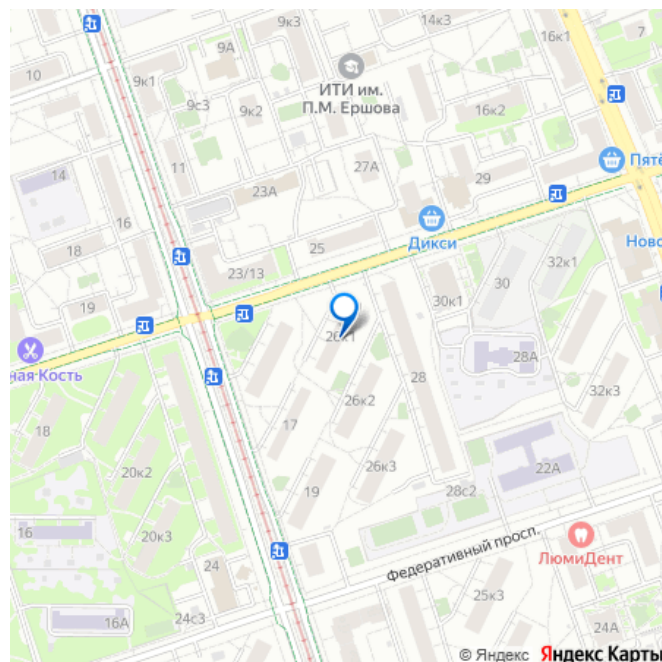 9к3
14к3
16к1
7
10
9А
9к1
ИТИ им.
П.М. Ершова
9с3
9к2
16к2
11
27А
Пятё
14
23А
29
16
Дикси
18
25
Ново
23/13
30
32к1
19
30к1
26к1
28А
ная Кость
28
32к3
18
26к2
17
20к2
26к3
22А
19
28с2
16
20к3
Федеративный просп.
ЛюмиДент
24
25к3
24с3
16А
24А
© Яндекс Яндекс Карты